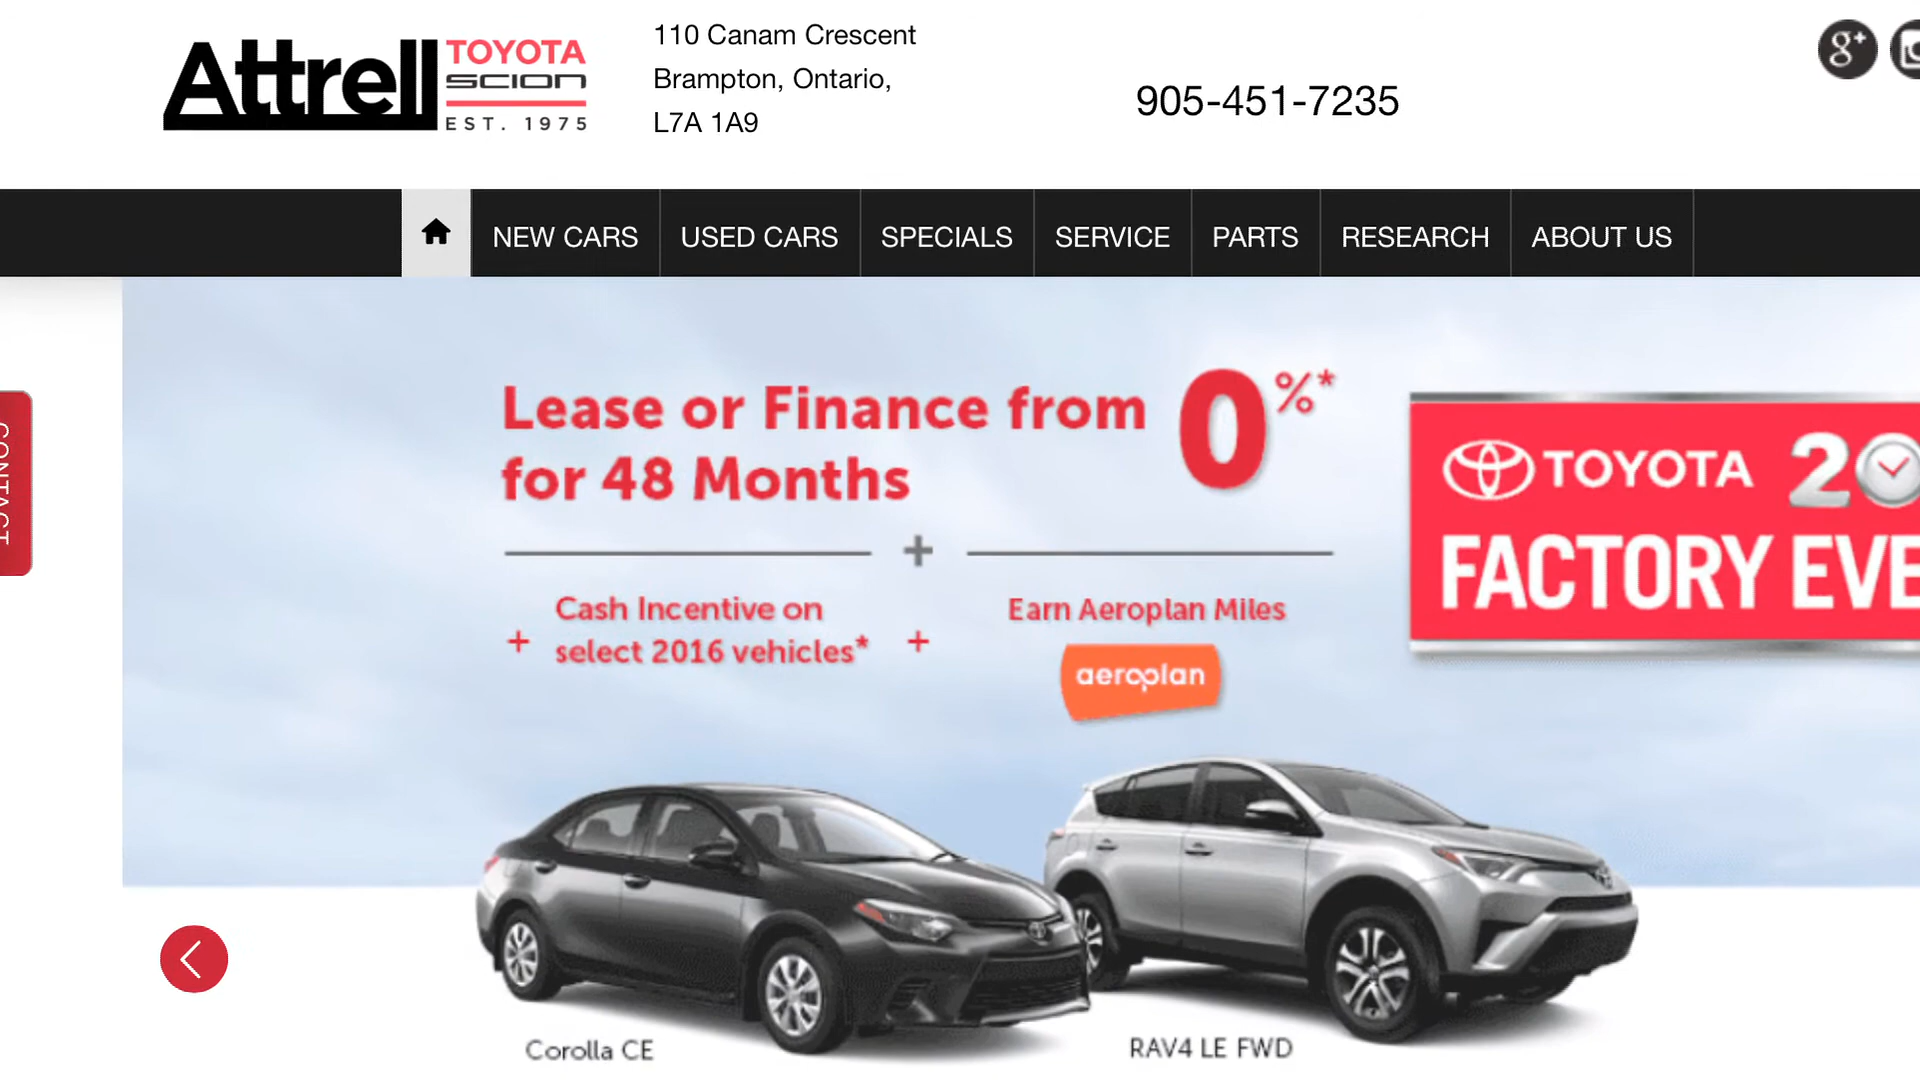 Attrell
TOYOTA
SCION
EST. 1975
110 Canam Crescent
Brampton, Ontario,
L7A 1A9
905-451-7235
g+
NEW CARS
USED CARS
SPECIALS
SERVICE
PARTS
RESEARCH
ABOUT US
CONTACT
Lease or Finance from 0%*
for 48 Months
+
+ Cash Incentive on
select 2016 vehicles*
+ Earn Aeroplan Miles
aeroplan
TOYOTA 20
FACTORY EVE
Corolla CE
RAV4 LE FWD